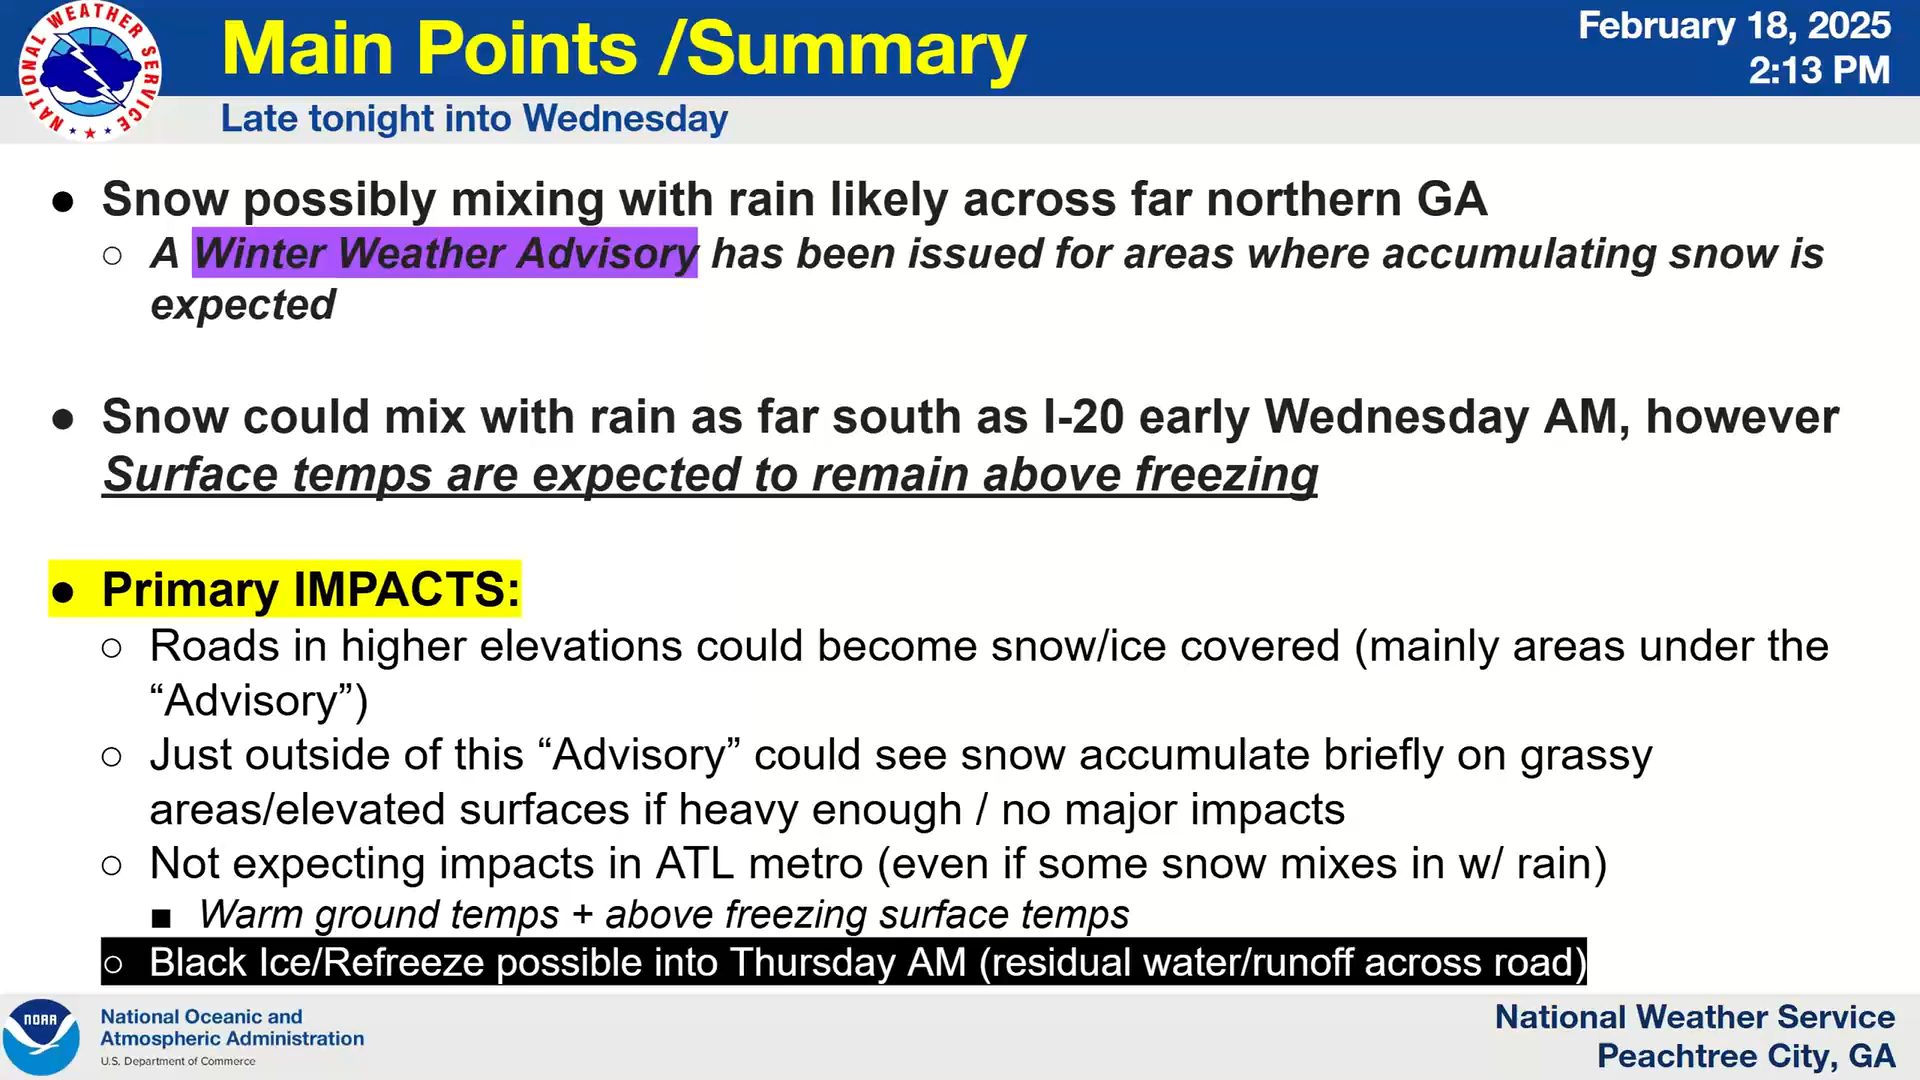 NATIONAL WEATHER SERVICE
Main Points /Summary
February 18, 2025
2:13 PM
Late tonight into Wednesday
● Snow possibly mixing with rain likely across far northern GA
○ A Winter Weather Advisory has been issued for areas where accumulating snow is
expected
● Snow could mix with rain as far south as I-20 early Wednesday AM, however
Surface temps are expected to remain above freezing
● Primary IMPACTS:
○ Roads in higher elevations could become snow/ice covered (mainly areas under the
“Advisory”)
○ Just outside of this “Advisory” could see snow accumulate briefly on grassy
areas/elevated surfaces if heavy enough / no major impacts
○ Not expecting impacts in ATL metro (even if some snow mixes in w/ rain)
■ Warm ground temps + above freezing surface temps
○ Black Ice/Refreeze possible into Thursday AM (residual water/runoff across road)
NOAA
National Oceanic and
Atmospheric Administration
U.S. Department of Commerce
National Weather Service
Peachtree City, GA